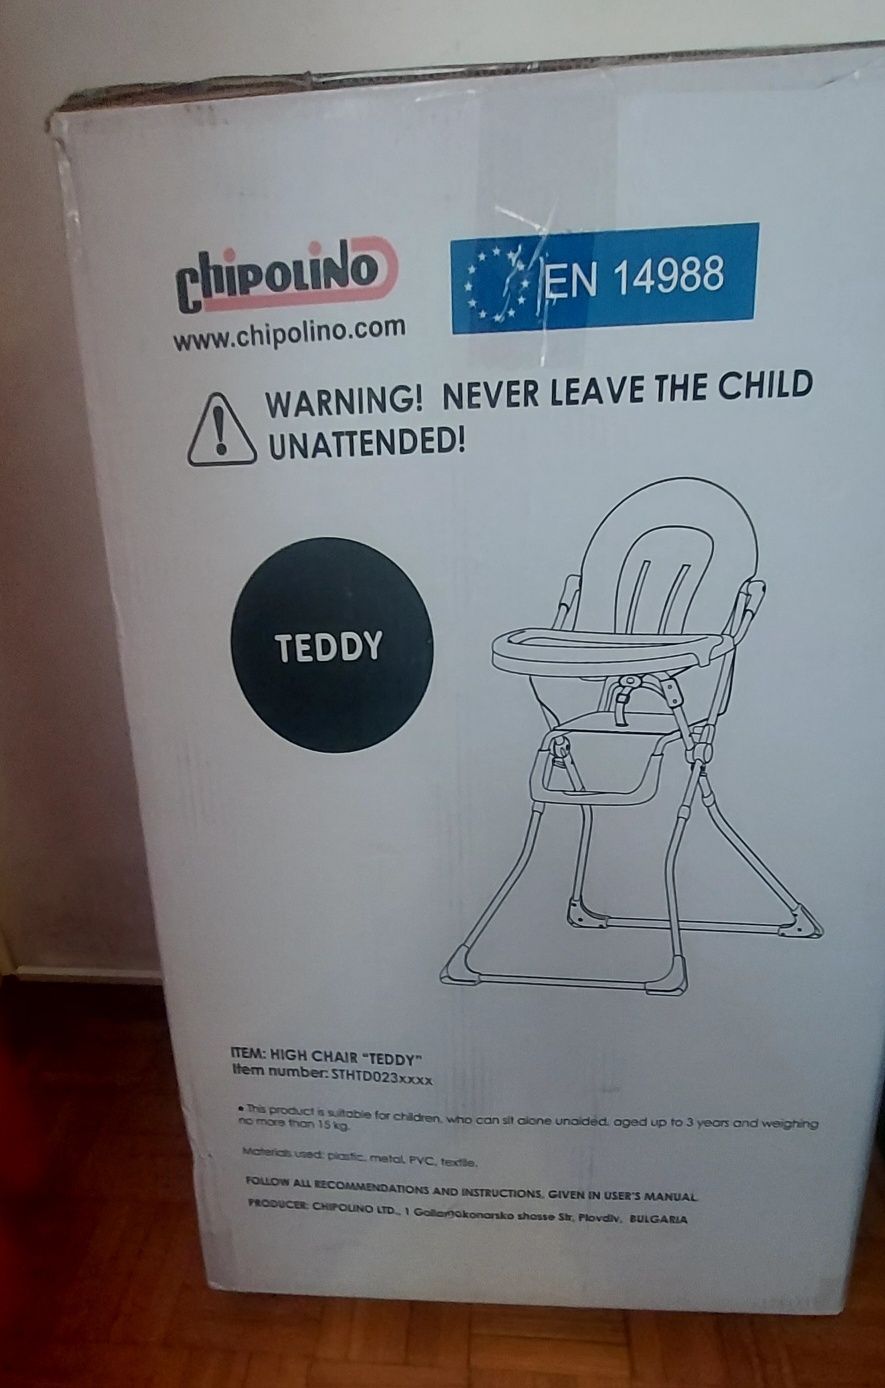 chipolino
www.chipolino.com
EN 14988
WARNING! NEVER LEAVE THE CHILD
UNATTENDED!
TEDDY
ITEM: HIGH CHAIR "TEDDY"
Item number: STHTD023xxxx
• This product is suitable for children, who can sit alone unaided, aged up to 3 years and weighing
no more than 15 kg.
Materials used: plastic, metal, PVC, textile.
FOLLOW ALL RECOMMENDATIONS AND INSTRUCTIONS, GIVEN IN USER'S MANUAL
PRODUCER: CHIPOLINO LTD., 1 Goliamokonarsko shosse Str, Plovdiv, BULGARIA